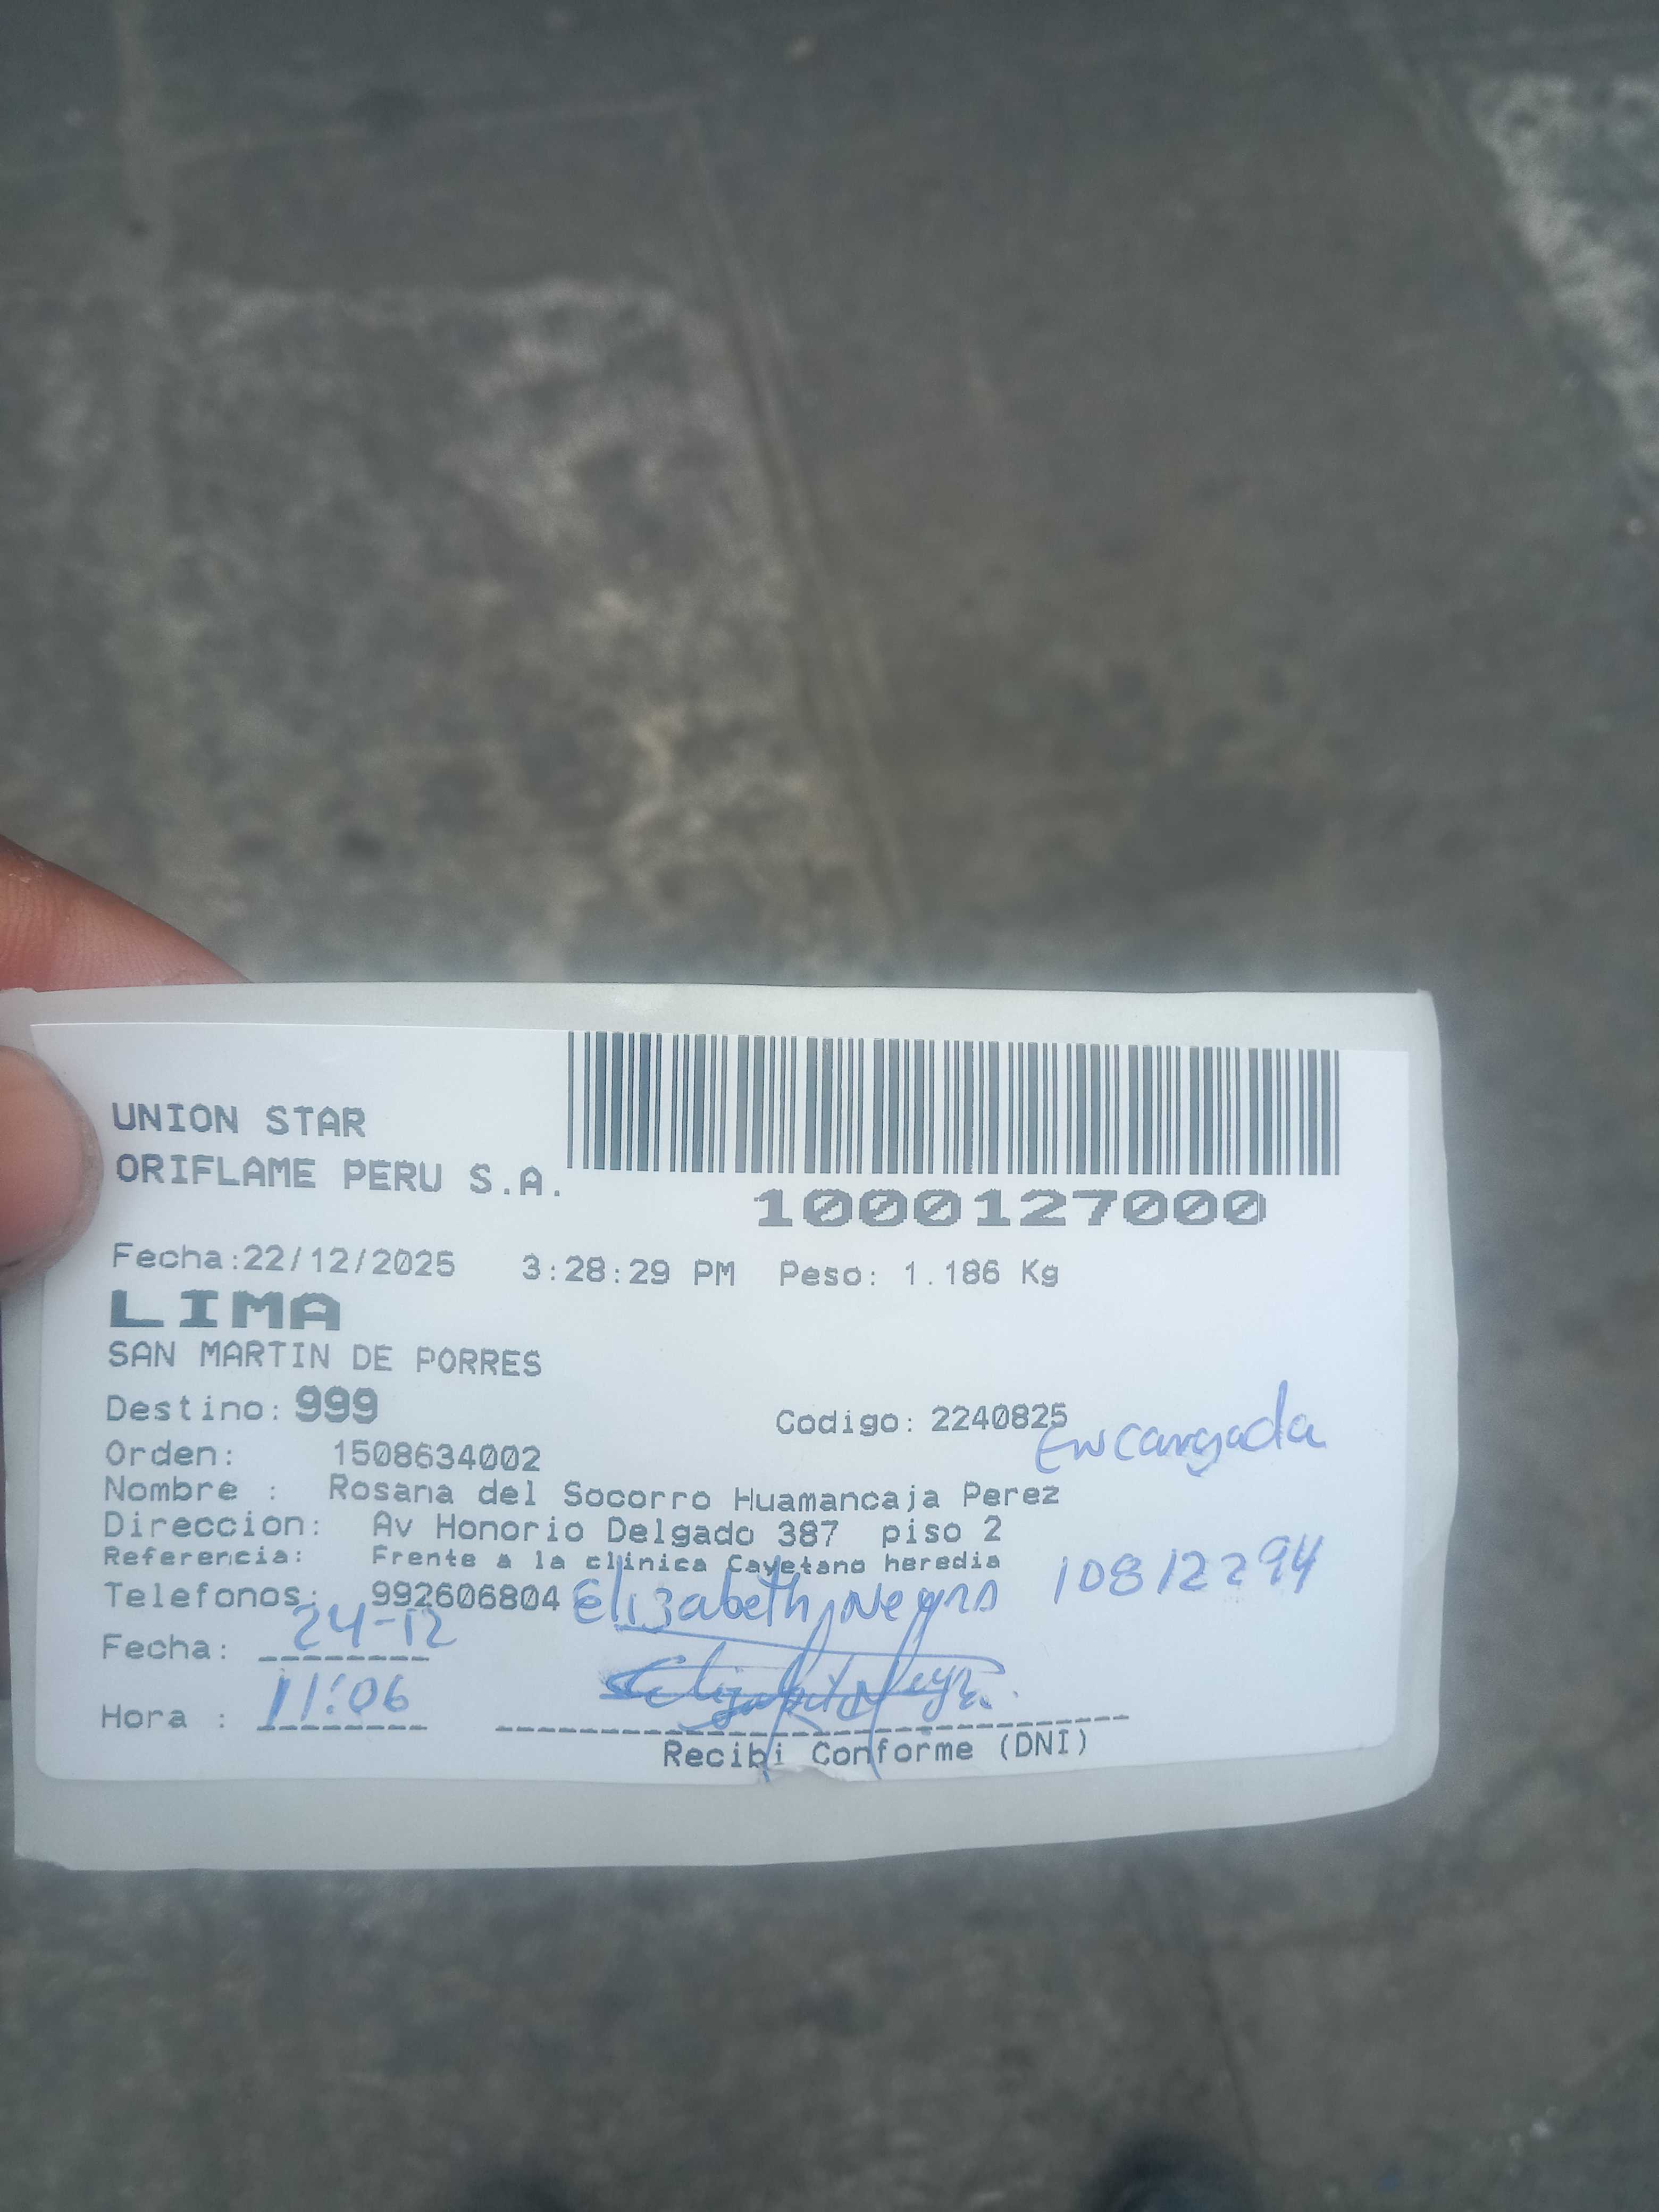 UNION STAR
ORIFLAME PERU S.A.
1000127000
Fecha:22/12/2025 3:28:29 PM Peso: 1.186 Kg
LIMA
SAN MARTIN DE PORRES
Destino: 999 Codigo: 2240825
Encargada
Orden: 1508634002
Nombre : Rosana del Socorro Huamancaja Perez
Direccion: Av Honorio Delgado 387 piso 2
Referencia: Frente a la clinica Cayetano heredia
Telefonos: 992606804 Elizabeth Negro 10812294
Fecha: 24-12
Hora : 11:06
Recibi Conforme (DNI)